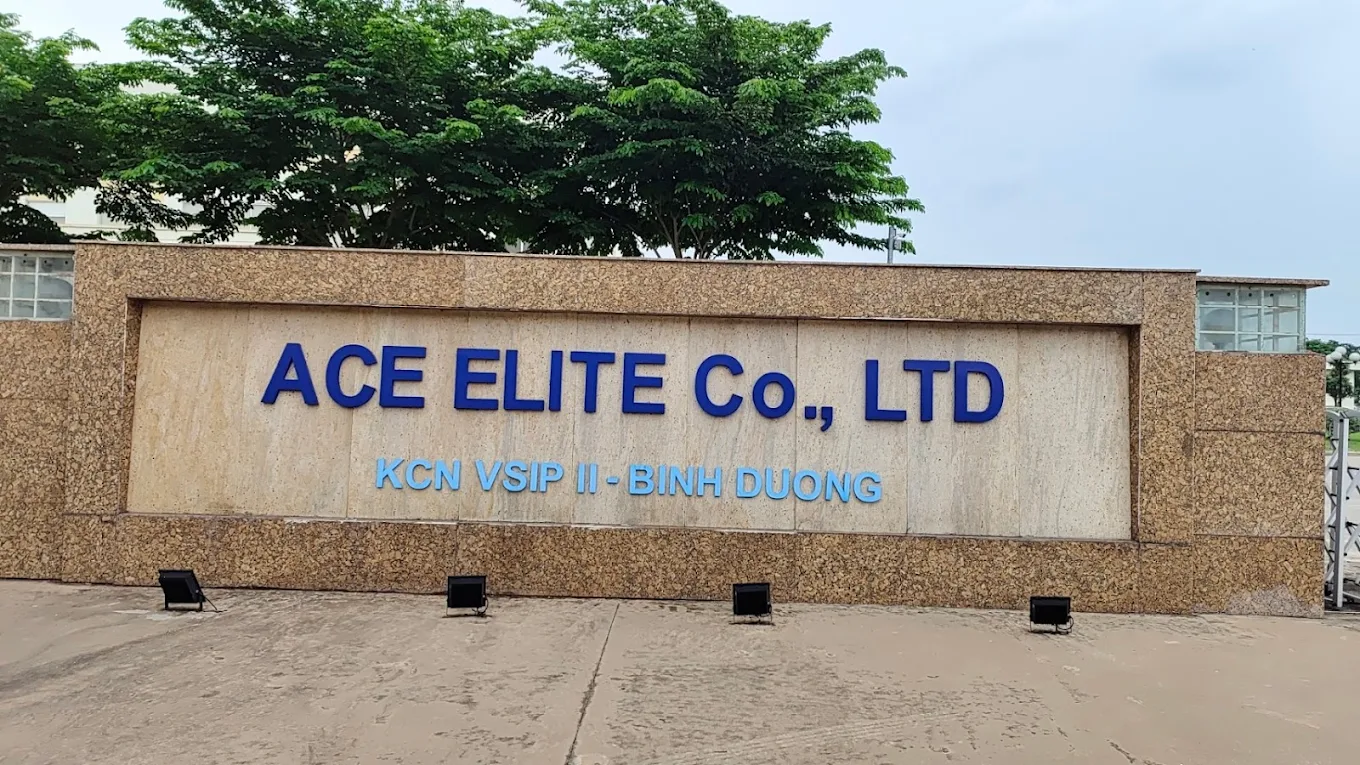 ACE ELITE Co., LTD
KCN VSIP II - BINH DUONG